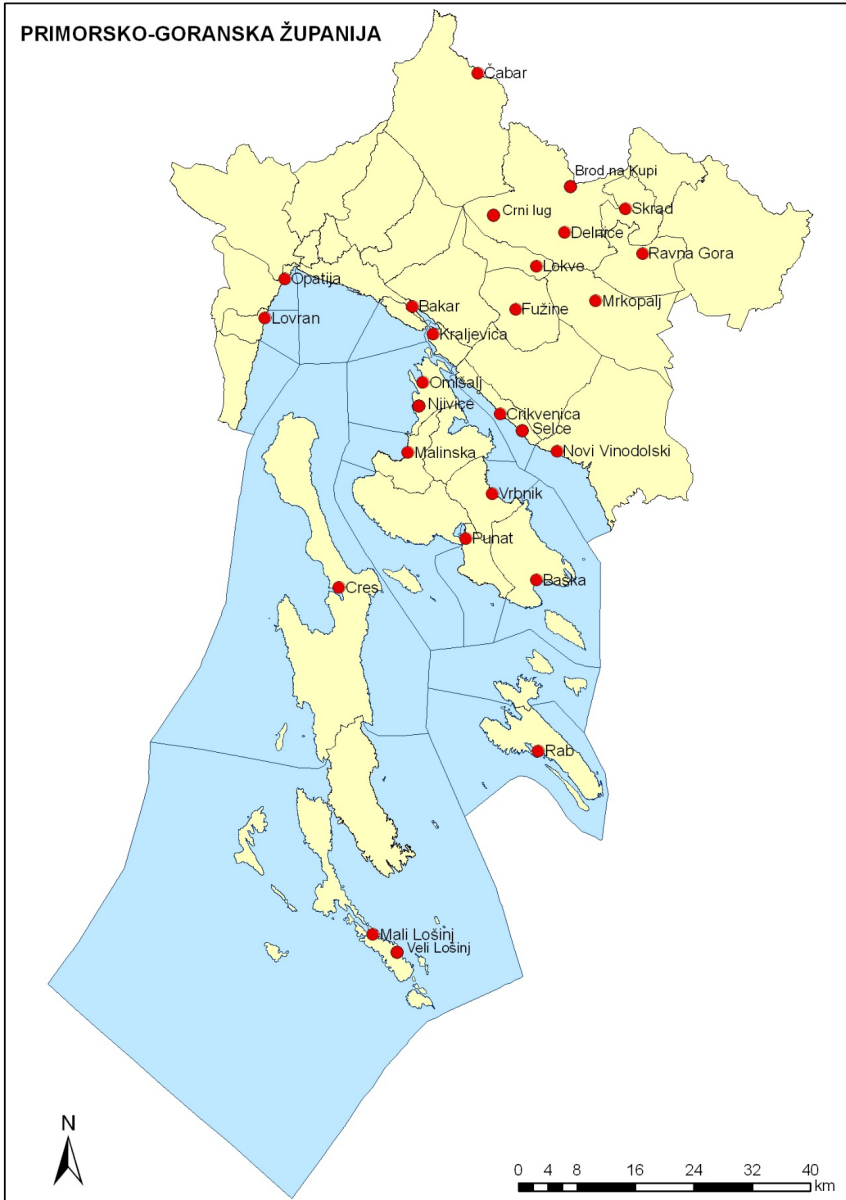 PRIMORSKO-GORANSKA ŽUPANIJA
Čabar
Brod na Kupi
Crni lug
Skrad
Delnice
Ravna Gora
Lokve
Opatija
Mrkopalj
Bakar
Fužine
Lovran
Kraljevica
Omišalj
Njivice
Crikvenica
Selce
Malinska
Novi Vinodolski
Vrbnik
Punat
Baška
Cres
Rab
Mali Lošinj
Veli Lošinj
N
0 4 8 16 24 32 40
km